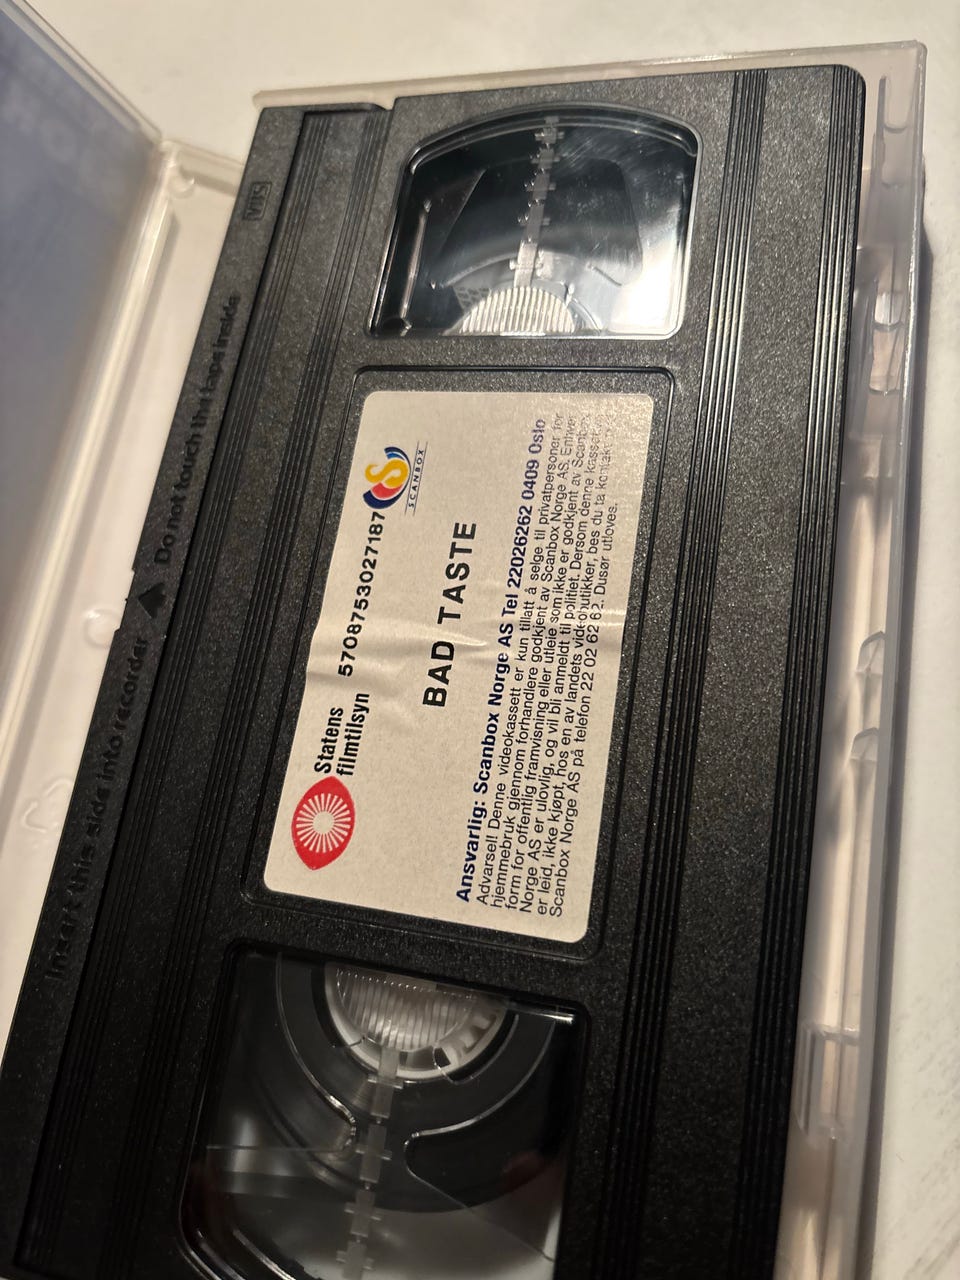 VHS
Insert this side into recorder
Do not touch the tape inside
Statens
filmtilsyn
5708753027187
SCANBOX
BAD TASTE
Ansvarlig: Scanbox Norge AS Tel 22026262 0409 Oslo
Advarsel! Denne videokassett er kun tillatt å selge til privatpersoner for
hjemmebruk gjennom forhandlere godkjent av Scanbox Norge AS. Enhver
form for offentlig framvisning eller utleie som ikke er godkjent av Scanbox
Norge AS er ulovlig, og vil bli anmeldt til politiet. Dersom denne kassetten
er leid, ikke kjøpt, hos en av landets videobutikker, bes du ta kontakt
Scanbox Norge AS på telefon 22 02 62 62. Dusør utloves.